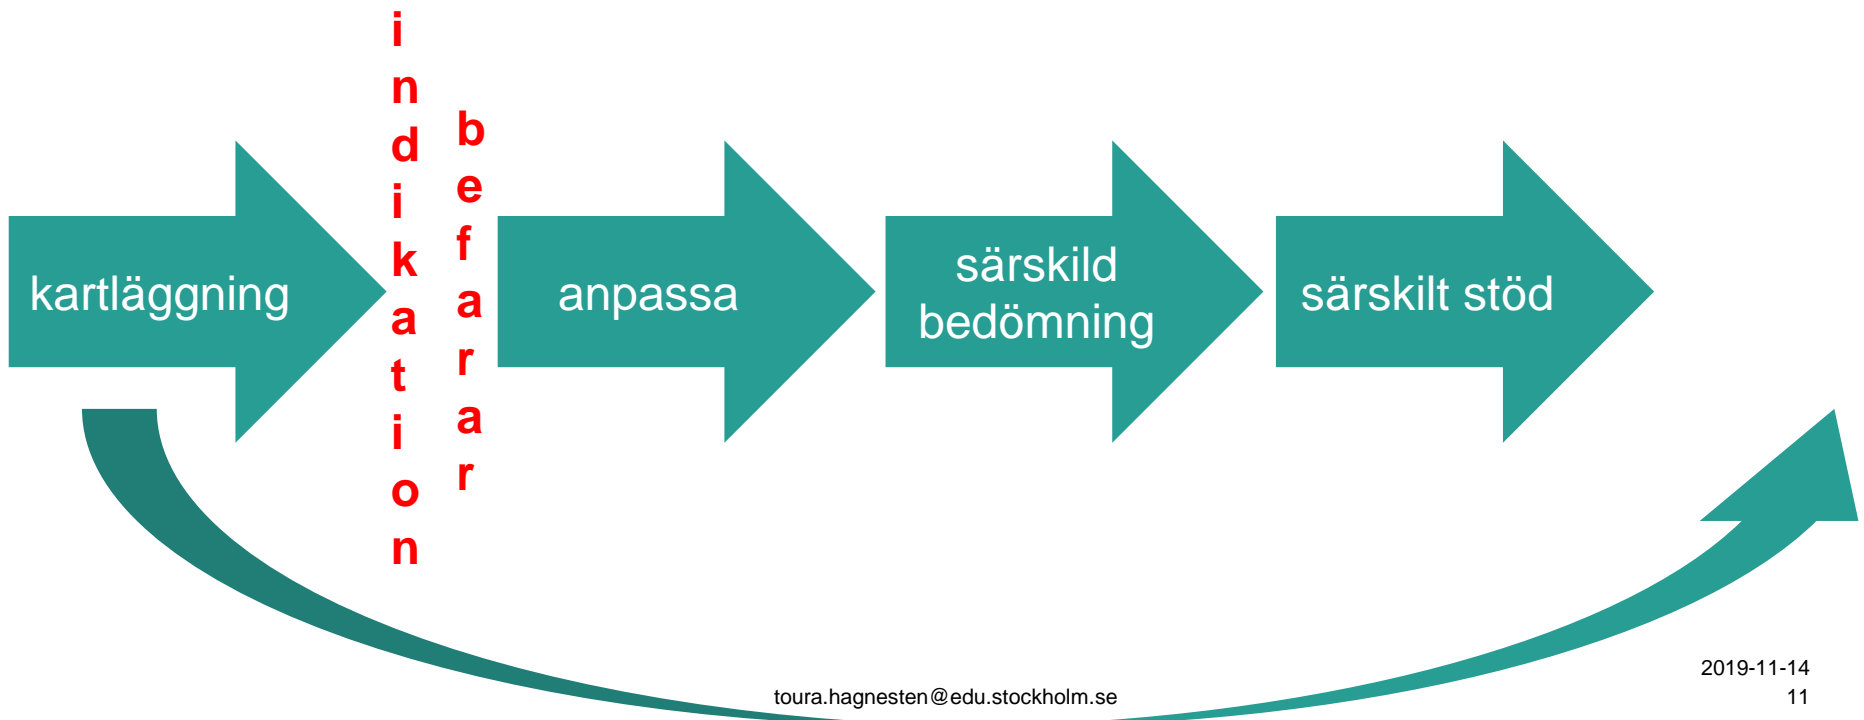 kartläggning
indikation
befarar
anpassa
särskild
bedömning
särskilt stöd
toura.hagnesten@edu.stockholm.se
2019-11-14
11